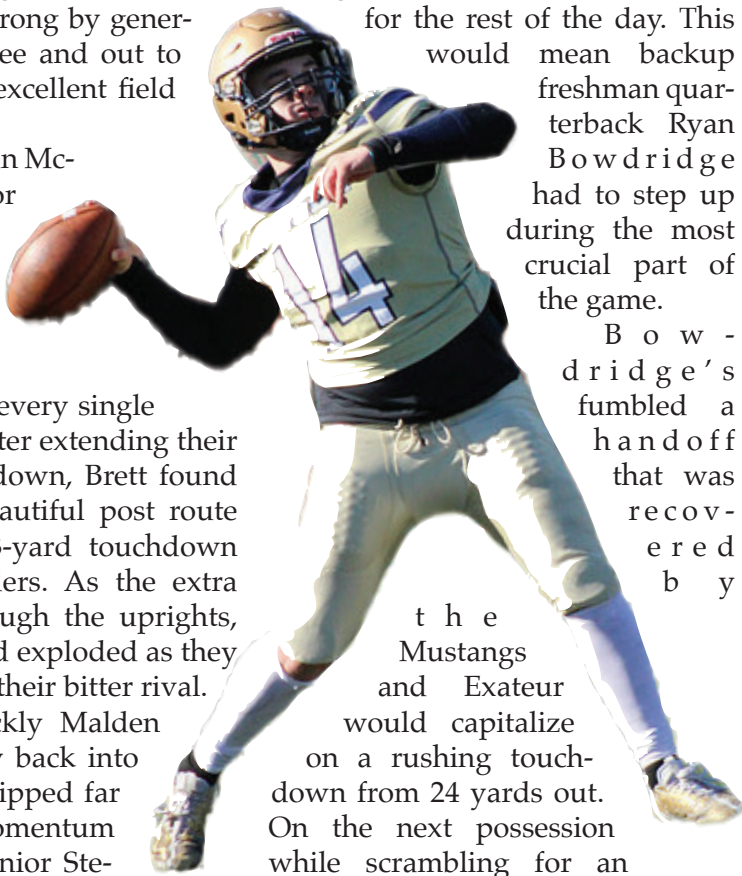 rong by gener-
ee and out to
excellent field
n Mc-
or
every single
ter extending their
down, Brett found
autiful post route
-yard touchdown
ers. As the extra
ugh the uprights,
d exploded as they
their bitter rival.
kly Malden
back into
ipped far
omentum
nior Ste-
for the rest of the day. This
would mean backup
freshman quar-
terback Ryan
Bowdridge
had to step up
during the most
crucial part of
the game.
Bow-
dridge's
fumbled a
handoff
that was
recov-
ered
by
the
Mustangs
and Exateur
would capitalize
on a rushing touch-
down from 24 yards out.
On the next possession
while scrambling for an
14